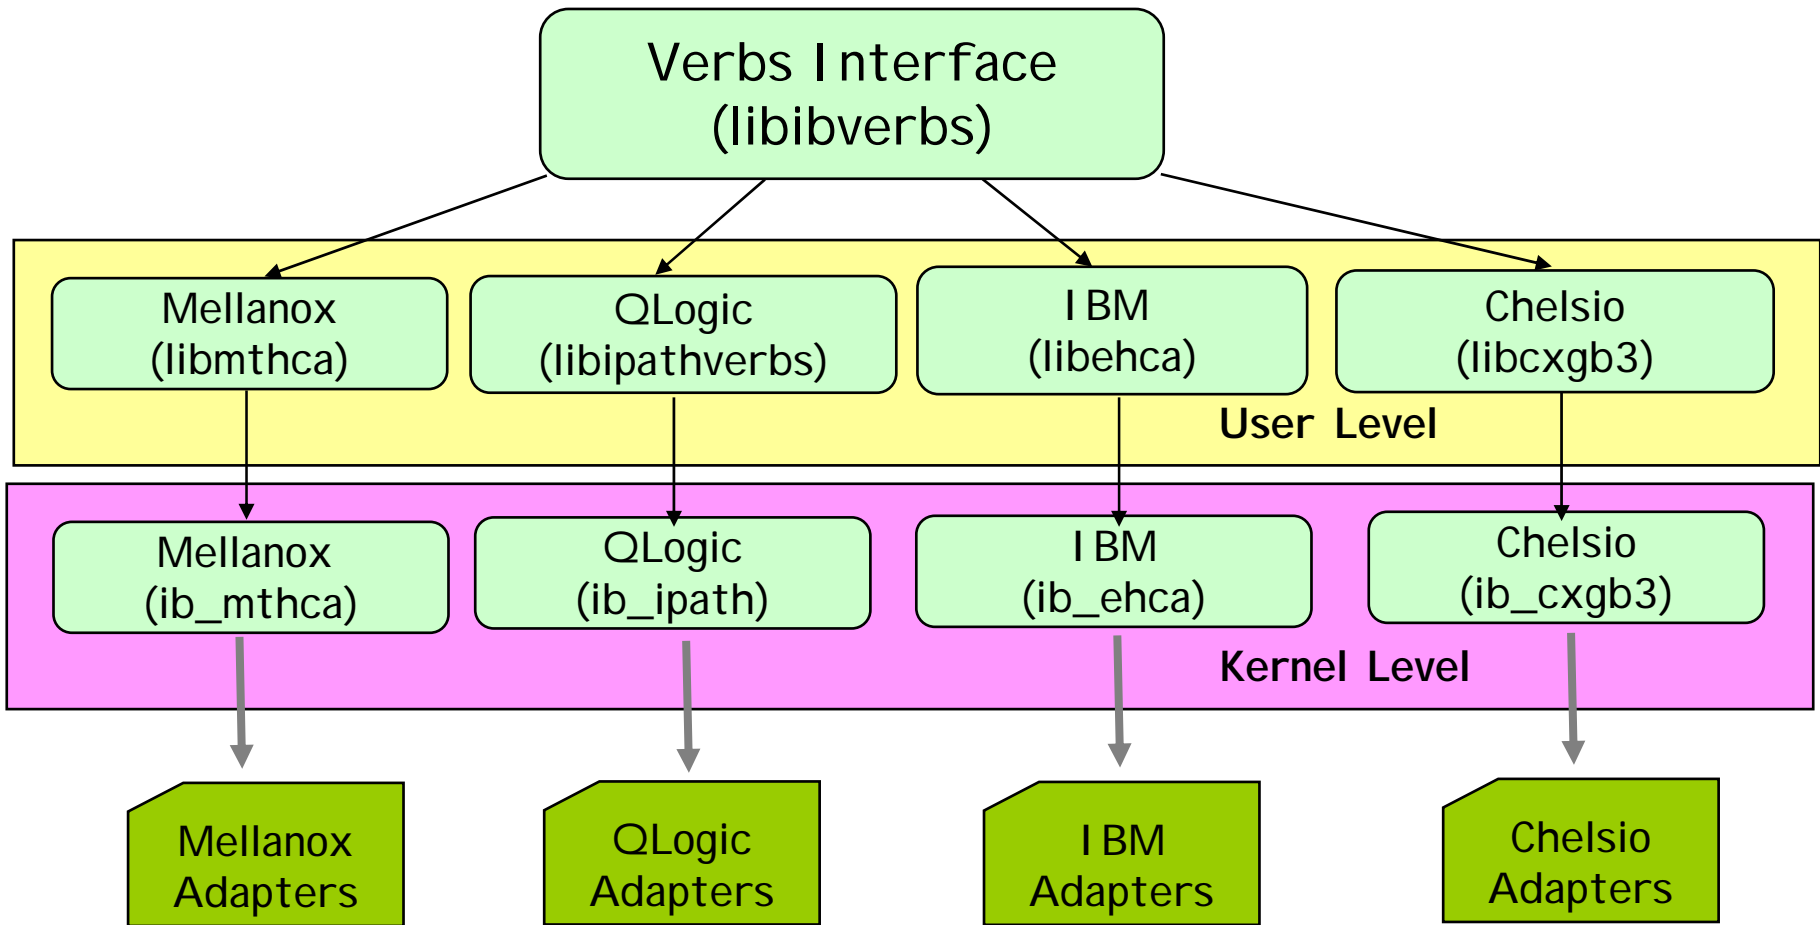 Verbs Interface
(libibverbs)
Mellanox
(libmthca)
QLogic
(libipathverbs)
IBM
(libehca)
Chelsio
(libcxgb3)
User Level
Mellanox
(ib_mthca)
QLogic
(ib_ipath)
IBM
(ib_ehca)
Chelsio
(ib_cxgb3)
Kernel Level
Mellanox
Adapters
QLogic
Adapters
IBM
Adapters
Chelsio
Adapters